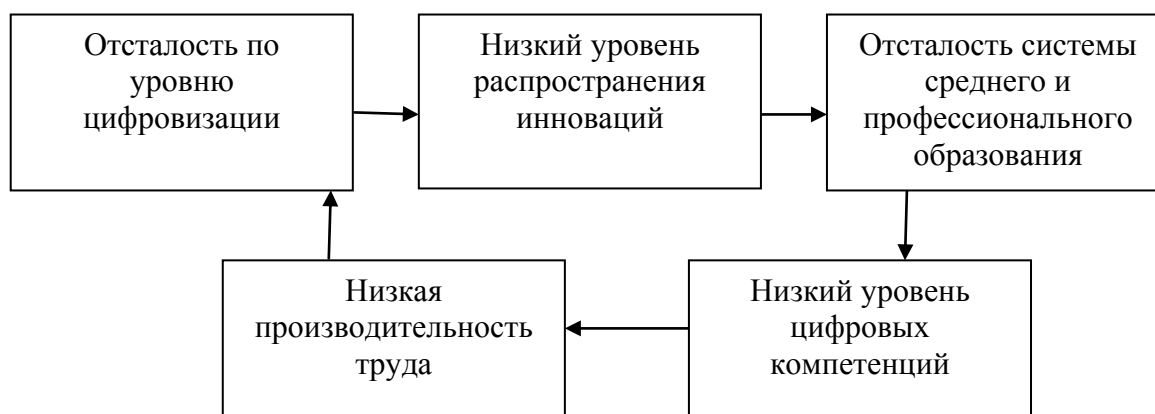 Отсталость по
уровню
цифровизации
Низкий уровень
распространения
инноваций
Отсталость системы
среднего и
профессионального
образования
Низкая
производительность
труда
Низкий уровень
цифровых
компетенций